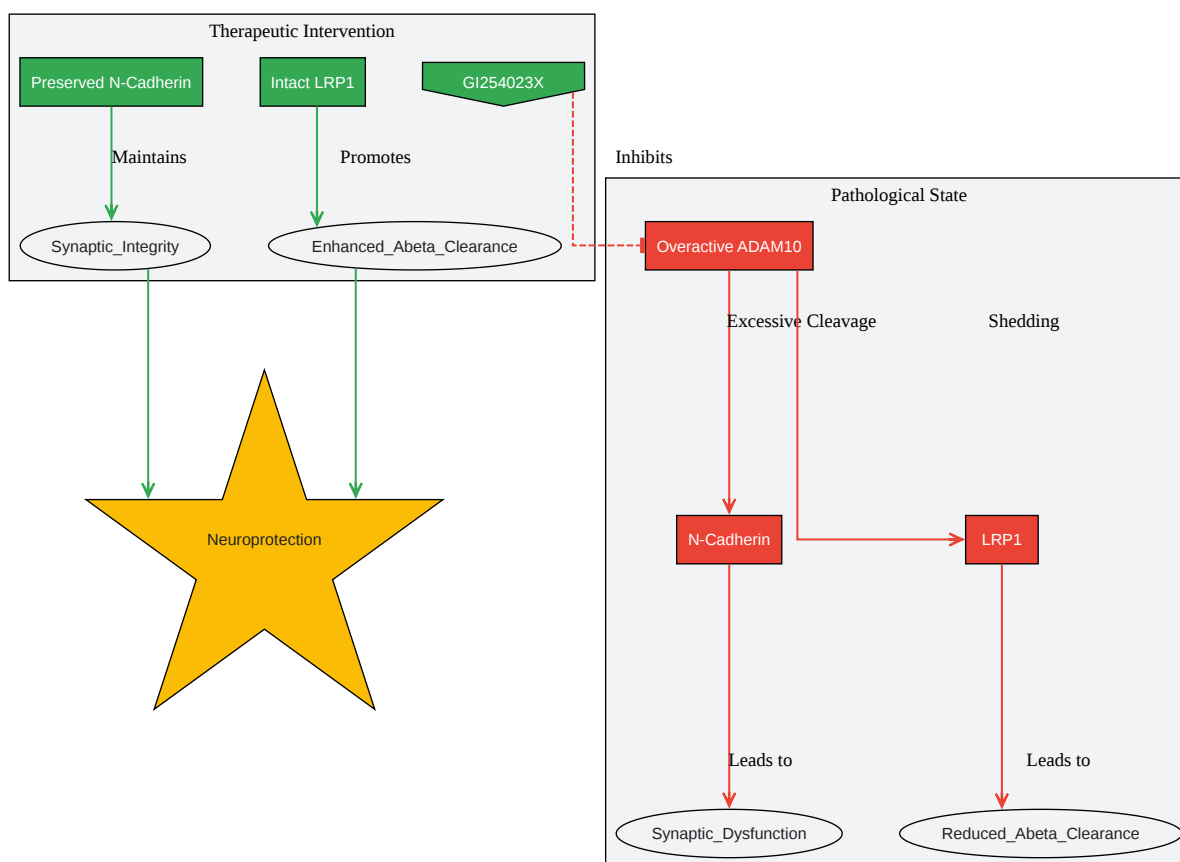 Therapeutic Intervention
Preserved N-Cadherin
Intact LRP1
GI254023X
Maintains
Promotes
Inhibits
Synaptic_Integrity
Enhanced_Abeta_Clearance
Neuroprotection
Pathological State
Overactive ADAM10
Excessive Cleavage
Shedding
N-Cadherin
LRP1
Leads to
Leads to
Synaptic_Dysfunction
Reduced_Abeta_Clearance